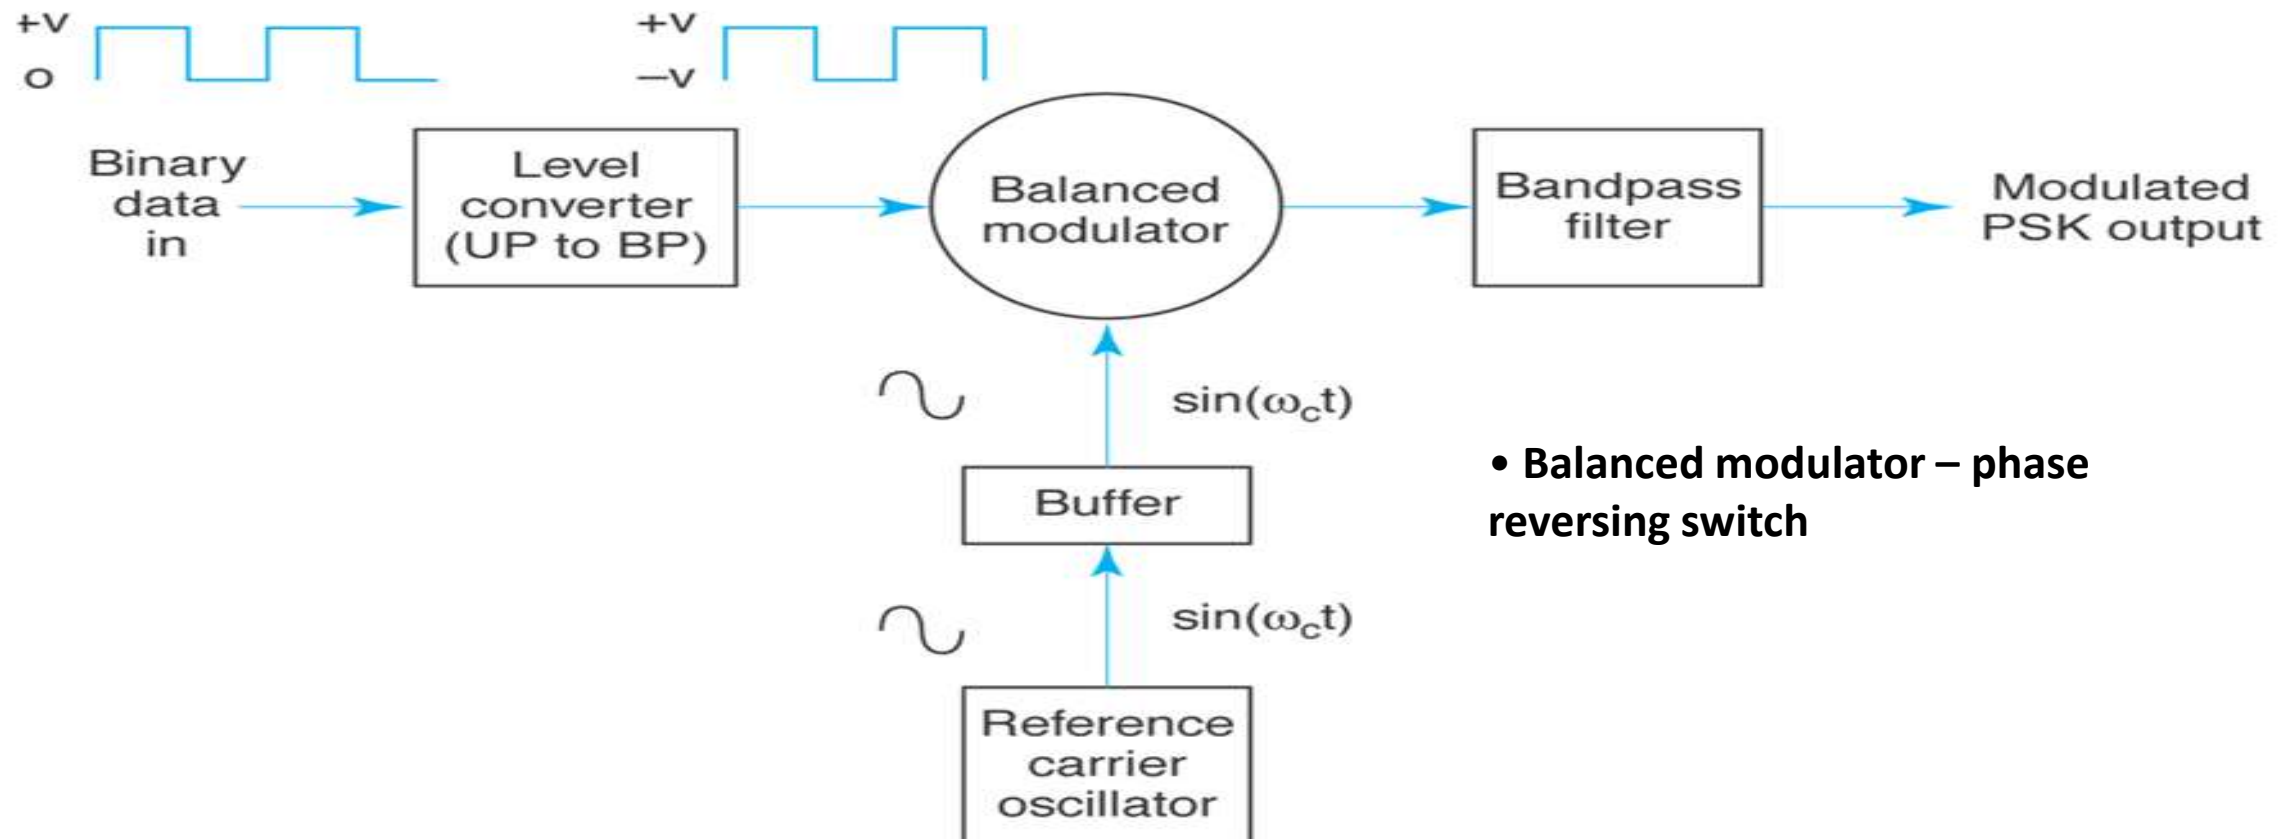 +V
0
+V
–V
Binary
data
in
Level
converter
(UP to BP)
Balanced
modulator
Bandpass
filter
Modulated
PSK output
sin(ωct)
Buffer
• Balanced modulator – phase
reversing switch
sin(ωct)
Reference
carrier
oscillator